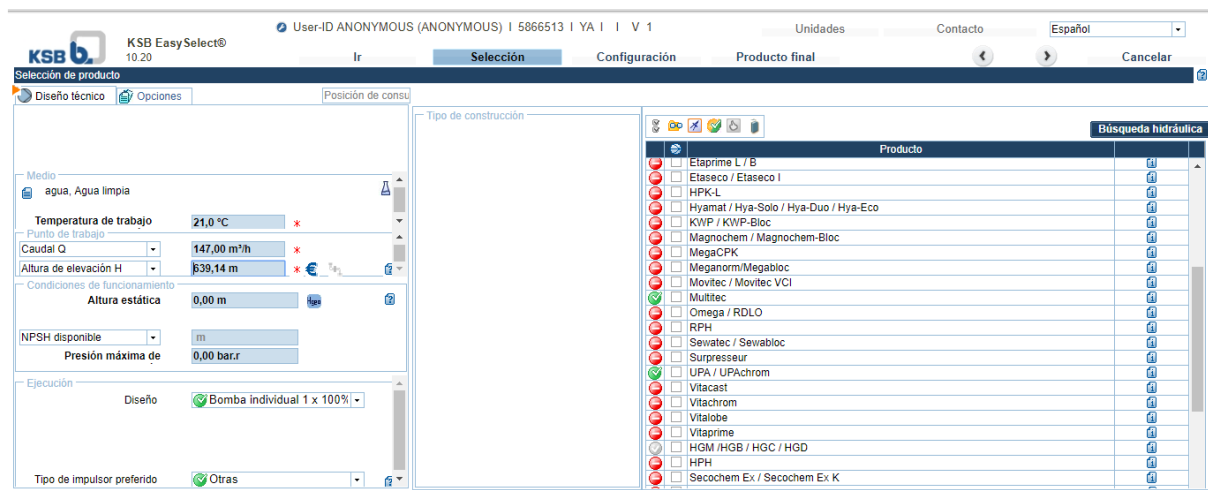 User-ID ANONYMOUS (ANONYMOUS) I 5866513 I YA I I V 1
Unidades
Contacto
Español
KSB b.
KSB EasySelect®
10.20
Ir
Selección
Configuración
Producto final
Cancelar
Selección de producto
Diseño técnico
Opciones
Posición de consu
Tipo de construcción
Búsqueda hidráulica
Producto
Medio
agua, Agua limpia
Temperatura de trabajo 21,0 °C *
Punto de trabajo
Caudal Q 147,00 m³/h *
Altura de elevación H 639,14 m *
Condiciones de funcionamiento
Altura estática 0,00 m
NPSH disponible m
Presión máxima de 0,00 bar.r
Ejecución
Diseño Bomba individual 1 x 100%
Tipo de impulsor preferido Otras
Etaprime L / B
Etaseco / Etaseco I
HPK-L
Hyamat / Hya-Solo / Hya-Duo / Hya-Eco
KWP / KWP-Bloc
Magnochem / Magnochem-Bloc
MegaCPK
Meganorm/Megabloc
Movitec / Movitec VCI
Multitec
Omega / RDLO
RPH
Sewatec / Sewabloc
Surpresseur
UPA / UPAchrom
Vitacast
Vitachrom
Vitalobe
Vitaprime
HGM /HGB / HGC / HGD
HPH
Secochem Ex / Secochem Ex K